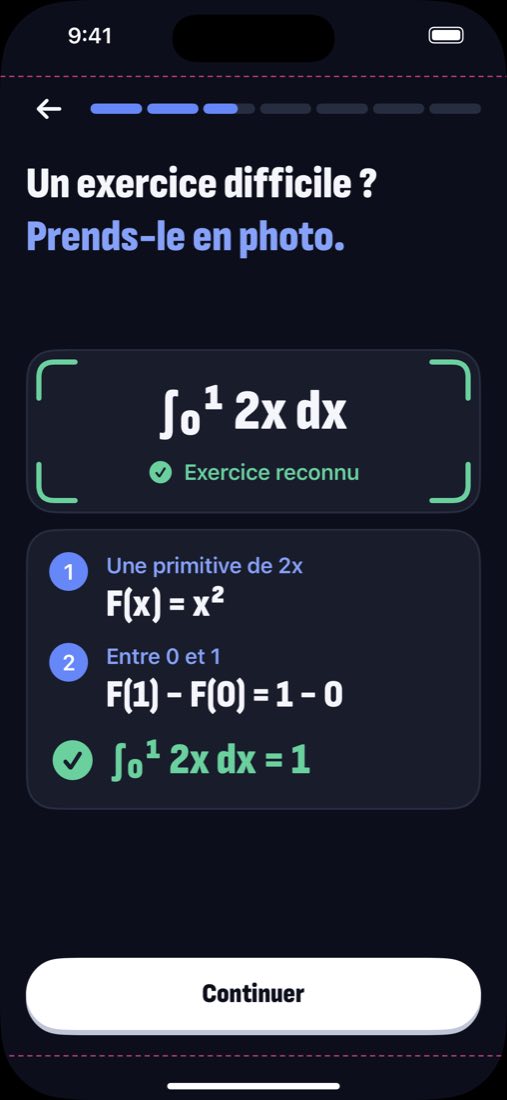 9:41
Un exercice difficile ?
Prends-le en photo.
∫₀¹ 2x dx
Exercice reconnu
1 Une primitive de 2x
F(x) = x²
2 Entre 0 et 1
F(1) − F(0) = 1 − 0
∫₀¹ 2x dx = 1
Continuer